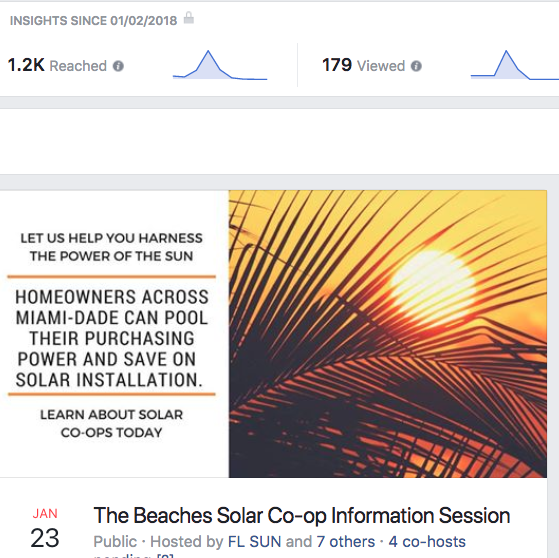 INSIGHTS SINCE 01/02/2018
1.2K Reached
179 Viewed
LET US HELP YOU HARNESS
THE POWER OF THE SUN
HOMEOWNERS ACROSS
MIAMI-DADE CAN POOL
THEIR PURCHASING
POWER AND SAVE ON
SOLAR INSTALLATION.
LEARN ABOUT SOLAR
CO-OPS TODAY
JAN
23
The Beaches Solar Co-op Information Session
Public · Hosted by FL SUN and 7 others · 4 co-hosts
pending [?]